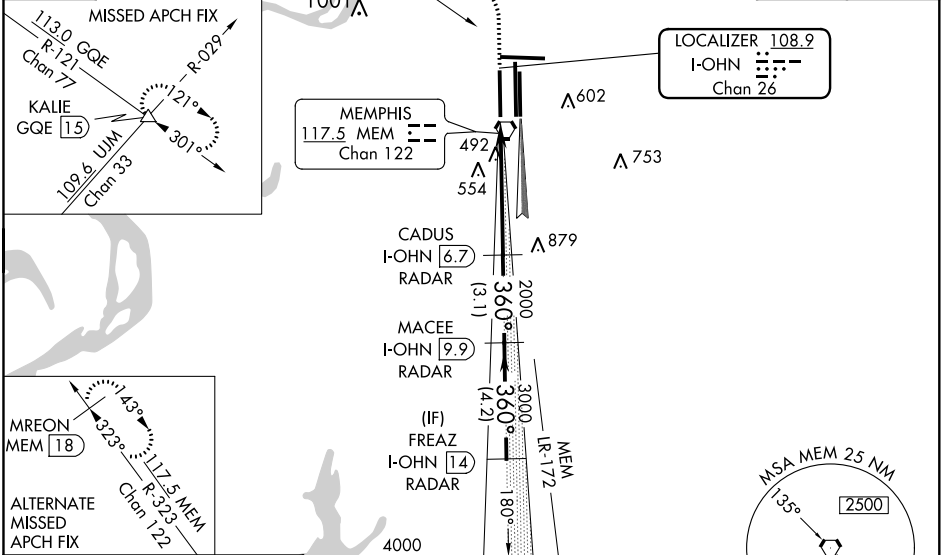 MISSED APCH FIX
113.0 GQE
R-121
Chan 77
R-029
KALIE
GQE 15
121°
301°
109.6 UJM
Chan 33
1001
LOCALIZER 108.9
I-OHN
Chan 26
MEMPHIS
117.5 MEM
Chan 122
602
492
554
753
879
CADUS
I-OHN 6.7
RADAR
2000
360°
(3.1)
MACEE
I-OHN 9.9
RADAR
3000
360°
(4.2)
(IF)
FREAZ
I-OHN 14
RADAR
MEM
LR-172
180°
4000
MREON
MEM 18
143°
323°
117.5 MEM
R-323
Chan 122
ALTERNATE
MISSED
APCH FIX
MSA MEM 25 NM
135°
2500